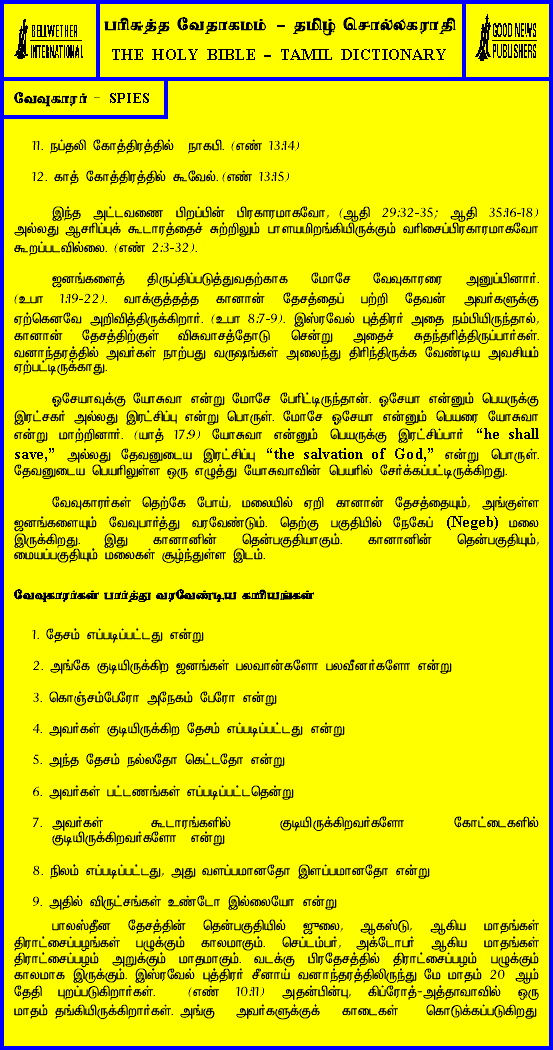 BELLWETHER
INTERNATIONAL
பரிசுத்த வேதாகமம் - தமிழ் சொல்லகராதி
THE HOLY BIBLE - TAMIL DICTIONARY
GOOD NEWS
PUBLISHERS
வேவுகாரர் - SPIES
11. நப்தலி கோத்திரத்தில் நாகபி. (எண் 13:14)
12. காத் கோத்திரத்தில் கூவேல். (எண் 13:15)
இந்த அட்டவணை பிறப்பின் பிரகாரமாகவோ, (ஆதி 29:32-35; ஆதி 35:16-18)
அல்லது ஆசரிப்புக் கூடாரத்தைச் சுற்றிலும் பாளயமிறங்கியிருக்கும் வரிசைப்பிரகாரமாகவோ
கூறப்படவில்லை. (எண் 2:3-32).
ஜனங்களைத் திருப்திப்படுத்துவதற்காக மோசே வேவுகாரரை அனுப்பினார்.
(உபா 1:19-22). வாக்குத்தத்த கானான் தேசத்தைப் பற்றி தேவன் அவர்களுக்கு
ஏற்கெனவே அறிவித்திருக்கிறார். (உபா 8:7-9). இஸ்ரவேல் புத்திரர் அதை நம்பியிருந்தால்,
கானான் தேசத்திற்குள் விசுவாசத்தோடு சென்று அதைச் சுதந்தரித்திருப்பார்கள்.
வனாந்தரத்தில் அவர்கள் நாற்பது வருஷங்கள் அலைந்து திரிந்திருக்க வேண்டிய அவசியம்
ஏற்பட்டிருக்காது.
ஓசேயாவுக்கு யோசுவா என்று மோசே பேரிட்டிருந்தான். ஓசேயா என்னும் பெயருக்கு
இரட்சகர் அல்லது இரட்சிப்பு என்று பொருள். மோசே ஓசேயா என்னும் பெயரை யோசுவா
என்று மாற்றினார். (யாத் 17:9) யோசுவா என்னும் பெயருக்கு இரட்சிப்பார் “he shall
save,” அல்லது தேவனுடைய இரட்சிப்பு “the salvation of God,” என்று பொருள்.
தேவனுடைய பெயரிலுள்ள ஒரு எழுத்து யோசுவாவின் பெயரில் சேர்க்கப்பட்டிருக்கிறது.
வேவுகாரர்கள் தெற்கே போய், மலையில் ஏறி கானான் தேசத்தையும், அங்குள்ள
ஜனங்களையும் வேவுபார்த்து வரவேண்டும். தெற்கு பகுதியில் நேகேப் (Negeb) மலை
இருக்கிறது. இது கானானின் தென்பகுதியாகும். கானானின் தென்பகுதியும்,
மையப்பகுதியும் மலைகள் சூழ்ந்துள்ள இடம்.
வேவுகாரர்கள் பார்த்து வரவேண்டிய காரியங்கள்
1. தேசம் எப்படிப்பட்டது என்று
2. அங்கே குடியிருக்கிற ஜனங்கள் பலவான்களோ பலவீனர்களோ என்று
3. கொஞ்சம்பேரோ அநேகம் பேரோ என்று
4. அவர்கள் குடியிருக்கிற தேசம் எப்படிப்பட்டது என்று
5. அந்த தேசம் நல்லதோ கெட்டதோ என்று
6. அவர்கள் பட்டணங்கள் எப்படிப்பட்டதென்று
7. அவர்கள் கூடாரங்களில் குடியிருக்கிறவர்களோ கோட்டைகளில்
குடியிருக்கிறவர்களோ என்று
8. நிலம் எப்படிப்பட்டது, அது வளப்பமானதோ இளப்பமானதோ என்று
9. அதில் விருட்சங்கள் உண்டோ இல்லையோ என்று
பாலஸ்தீன தேசத்தின் தென்பகுதியில் ஜுலை, ஆகஸ்டு, ஆகிய மாதங்கள்
திராட்சைப்பழங்கள் பழுக்கும் காலமாகும். செப்டம்பர், அக்டோபர் ஆகிய மாதங்கள்
திராட்சைப்பழம் அறுக்கும் மாதமாகும். வடக்கு பிரதேசத்தில் திராட்சைப்பழம் பழுக்கும்
காலமாக இருக்கும். இஸ்ரவேல் புத்திரர் சீனாய் வனாந்தரத்திலிருந்து மே மாதம் 20 ஆம்
தேதி புறப்படுகிறார்கள். (எண் 10:11) அதன்பின்பு, கிப்ரோத்-அத்தாவாவில் ஒரு
மாதம் தங்கியிருக்கிறார்கள். அங்கு அவர்களுக்குக் காடைகள் கொடுக்கப்படுகிறது